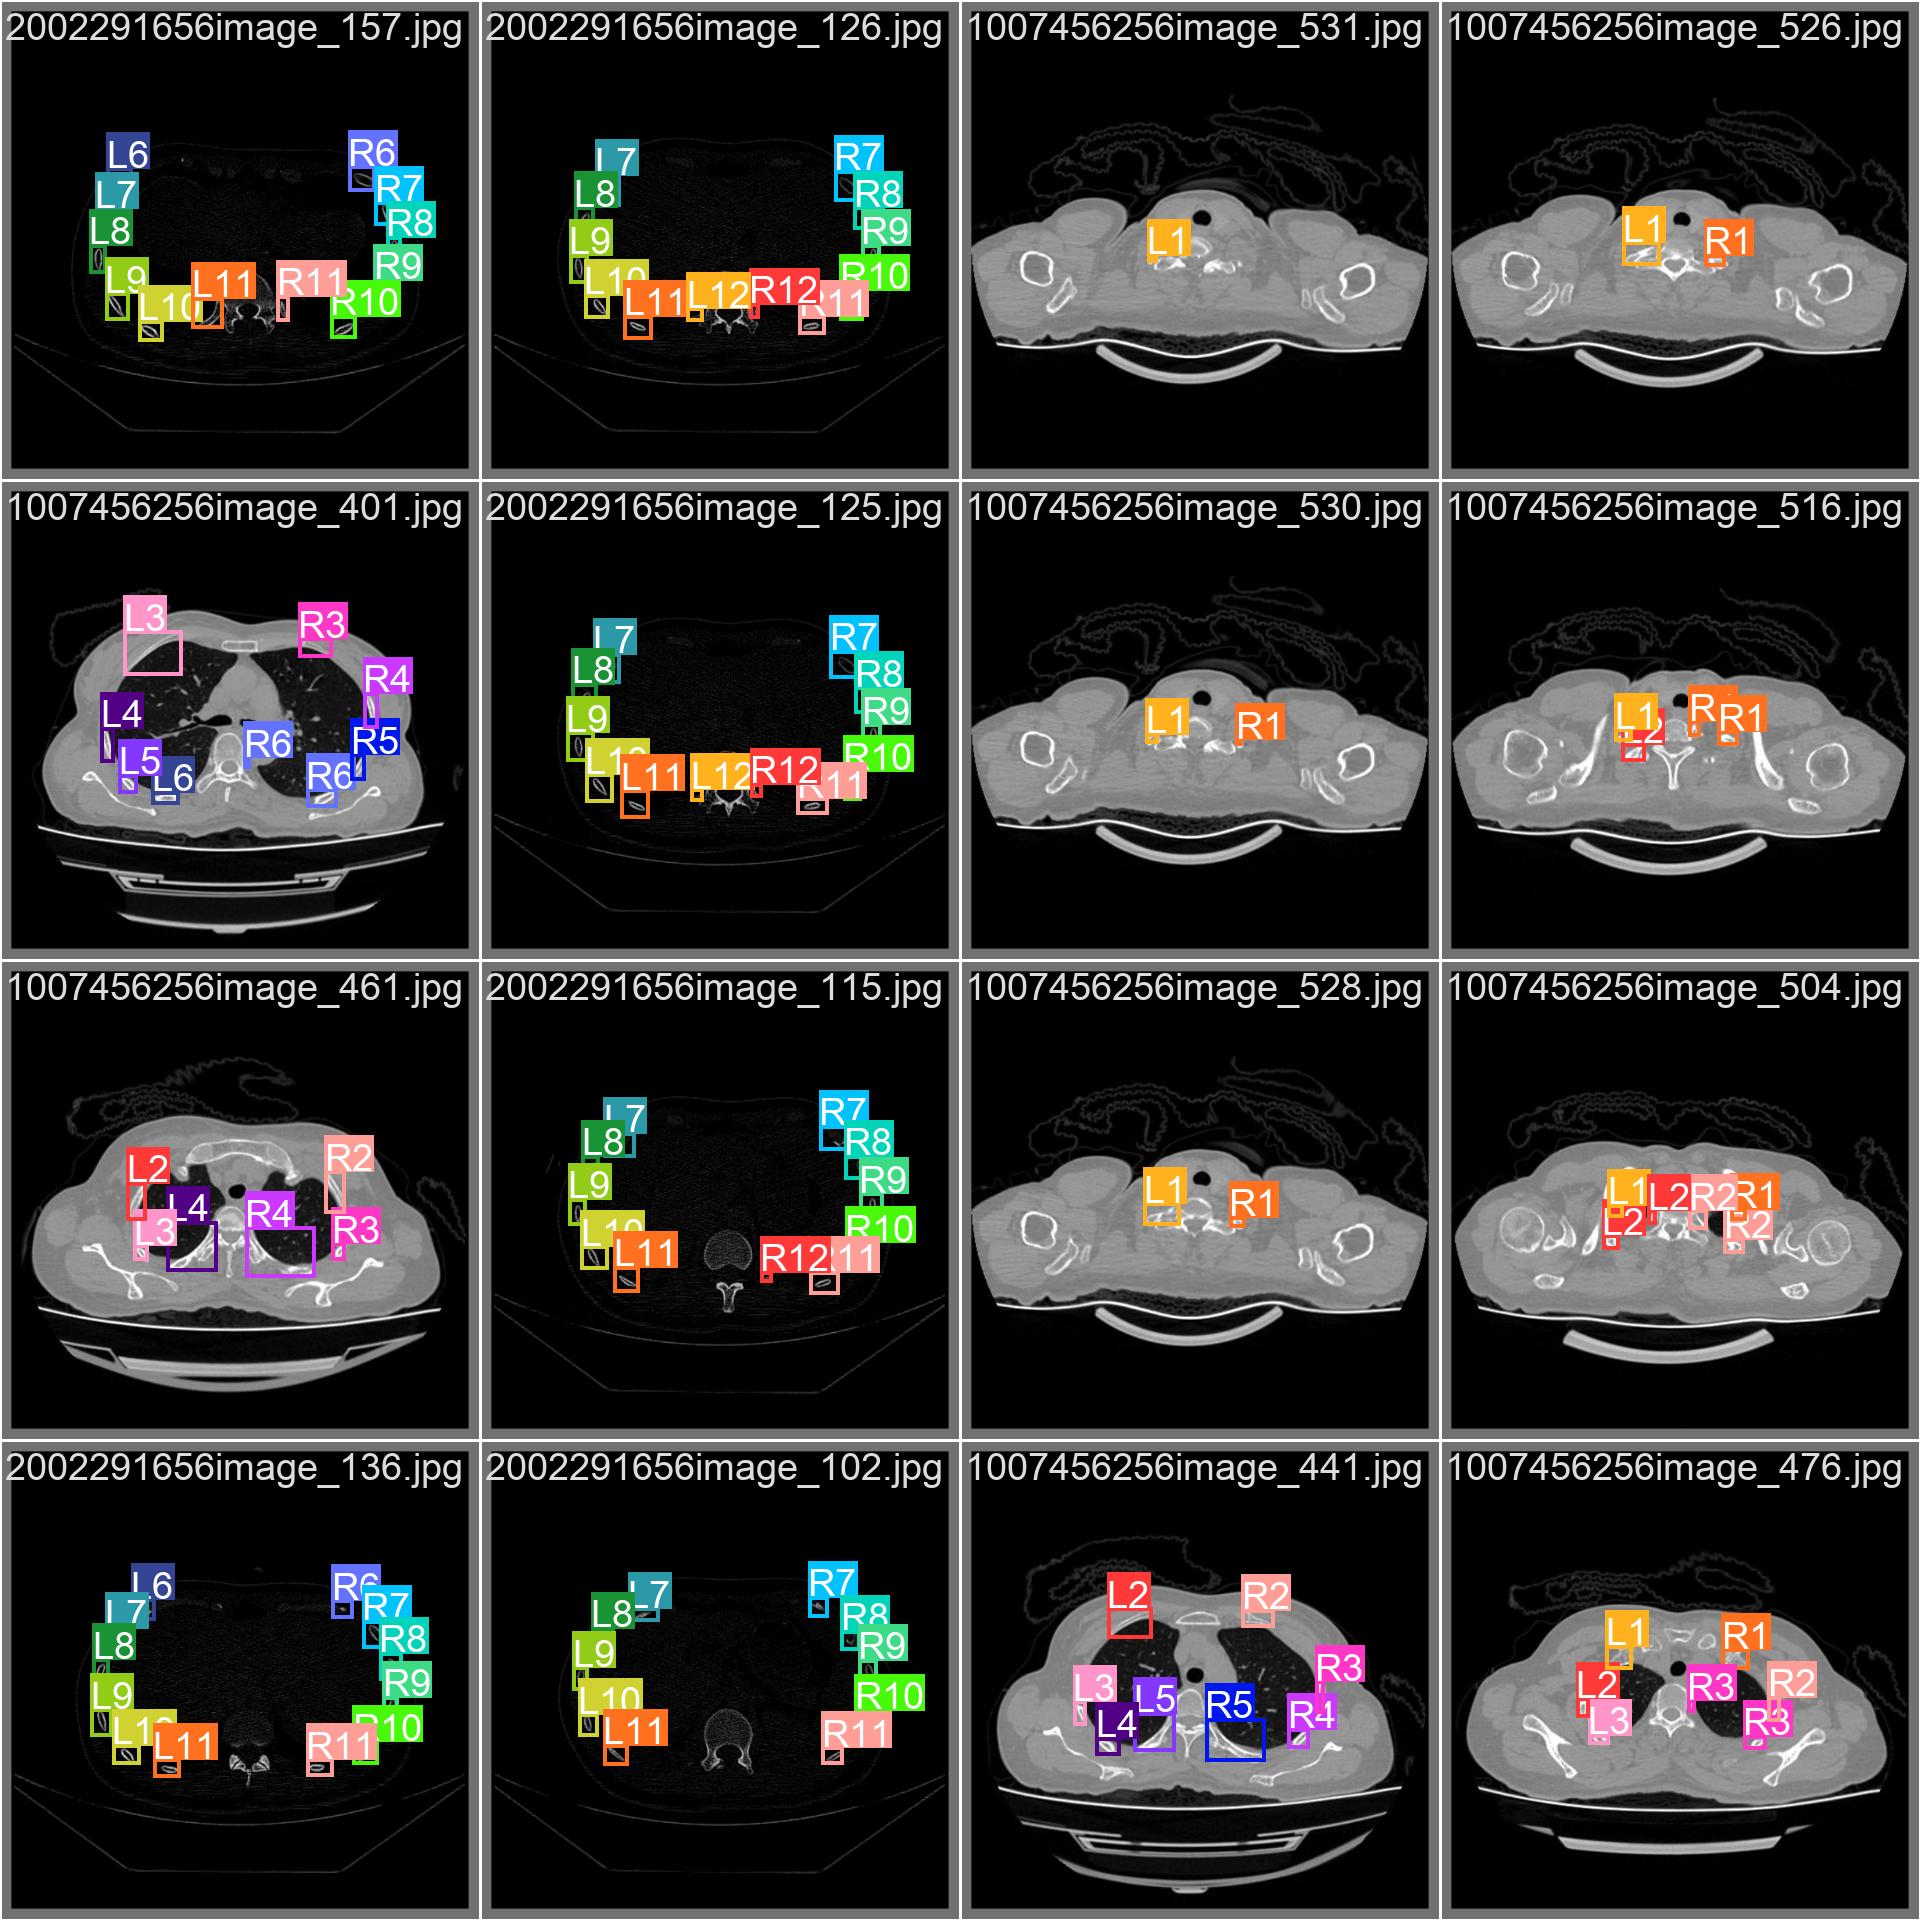 2002291656image_157.jpg
L6 R6
L7 R7
L8 R8
L9 L11 R11 R9
L10 R10
2002291656image_126.jpg
L7 R7
L8 R8
L9 R9
L10 R10
L11 L12 R12 R11
1007456256image_531.jpg
L1
1007456256image_526.jpg
L1 R1
1007456256image_401.jpg
L3 R3
R4
L4
L5 R6 R5
L6 R6
2002291656image_125.jpg
L7 R7
L8 R8
L9 R9
L10 R10
L11 L12 R12 R11
1007456256image_530.jpg
L1 R1
1007456256image_516.jpg
L1 R R1
L2
1007456256image_461.jpg
L2 R2
L4 R4
L3 R3
2002291656image_115.jpg
L7 R7
L8 R8
L9 R9
L10 R10
L11 R12 R11
1007456256image_528.jpg
L1 R1
1007456256image_504.jpg
L1 L2 R2 R1
L2 R2
2002291656image_136.jpg
L6 R6
L7 R7
L8 R8
L9 R9
L10 R10
L11 R11
2002291656image_102.jpg
L7 R7
L8 R8
L9 R9
L10 R10
L11 R11
1007456256image_441.jpg
L2 R2
R3
L3 L5 R5
L4 R4
1007456256image_476.jpg
L1 R1
L2 R3 R2
L3 R3